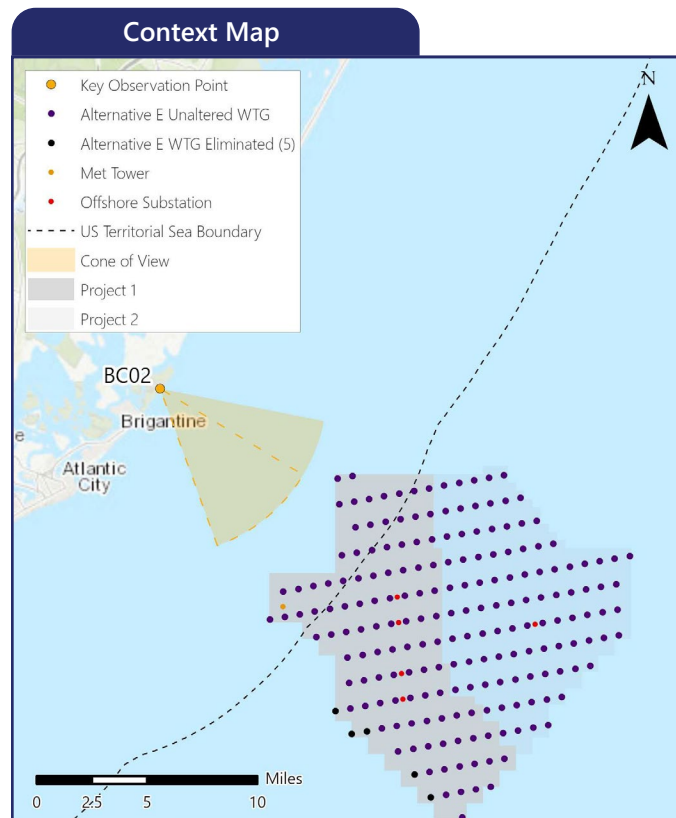 Context Map
Key Observation Point
Alternative E Unaltered WTG
Alternative E WTG Eliminated (5)
Met Tower
Offshore Substation
US Territorial Sea Boundary
Cone of View
Project 1
Project 2
N
BC02
Brigantine
e
Atlantic
City
Miles
0 2.5 5 10